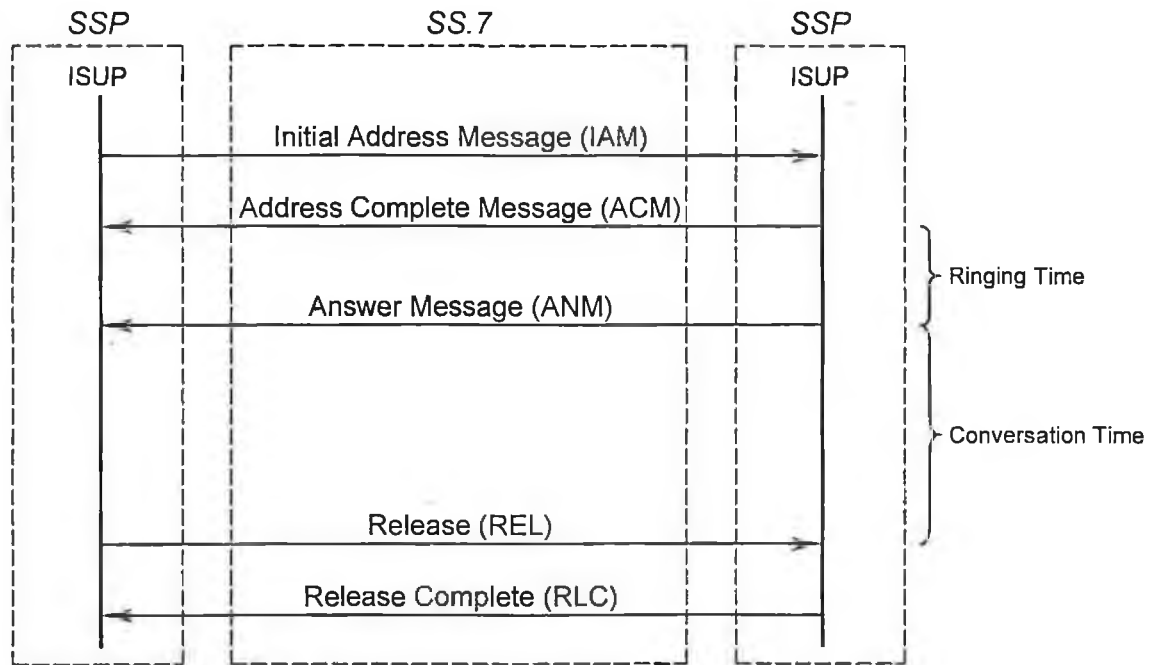 SSP
SS.7
SSP
ISUP
ISUP
Initial Address Message (IAM)
Address Complete Message (ACM)
Ringing Time
Answer Message (ANM)
Conversation Time
Release (REL)
Release Complete (RLC)